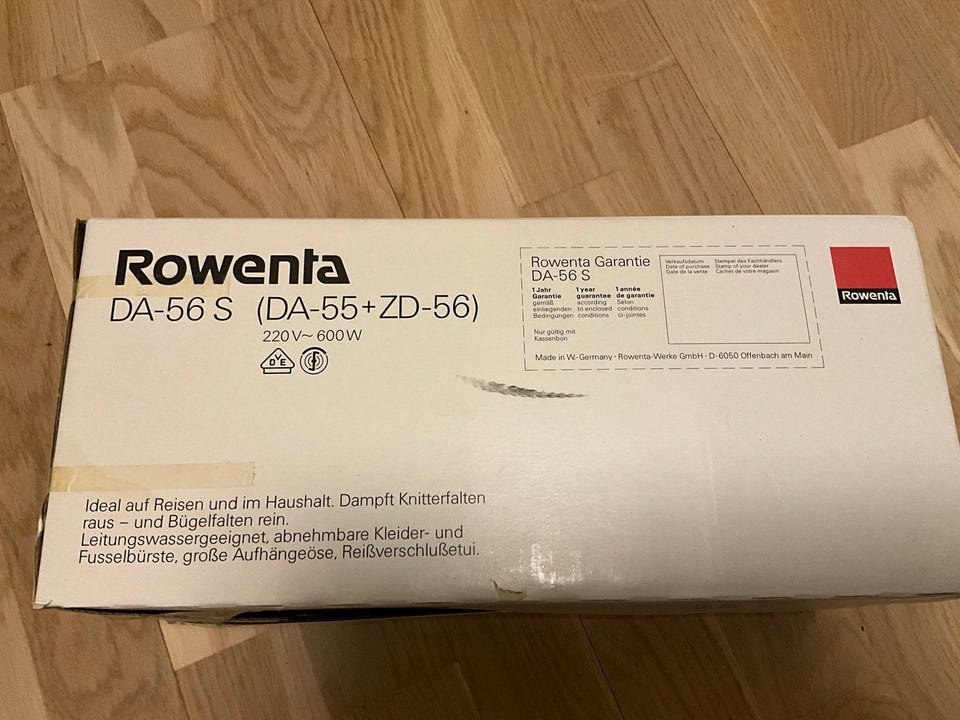 Rowenta
DA-56 S (DA-55+ZD-56)
220 V~ 600 W
VDE
Ideal auf Reisen und im Haushalt. Dampft Knitterfalten
raus – und Bügelfalten rein.
Leitungswassergeeignet, abnehmbare Kleider- und
Fusselbürste, große Aufhängeöse, Reißverschlußetui.
Rowenta Garantie
DA-56 S
1 Jahr
Garantie
gemäß
einliegenden
Bedingungen
1 year
guarantee
according
to enclosed
conditions
1 année
de garantie
Selon
conditions
ci-jointes
Nur gültig mit
Kassenbon
Verkaufsdatum
Date of purchase
Date de la vente
Stempel des Fachhändlers
Stamp of your dealer
Cachet de votre magasin
Made in W.-Germany · Rowenta-Werke GmbH · D-6050 Offenbach am Main
Rowenta